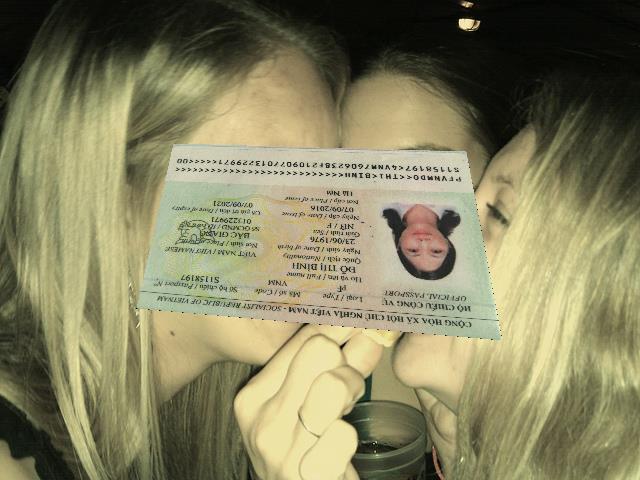 CỘNG HÒA XÃ HỘI CHỦ NGHĨA VIỆT NAM - SOCIALIST REPUBLIC OF VIETNAM
HỘ CHIẾU CÔNG VỤ
OFFICIAL PASSPORT
Loại / Type Mã số / Code Số hộ chiếu / Passport Nº
PF VNM S1158197
Họ và tên / Full name
ĐỖ THỊ BÌNH
Quốc tịch / Nationality
VIỆT NAM / VIETNAMESE
Ngày sinh / Date of birth Nơi sinh / Place of birth
23/06/1976 BẮC GIANG
Giới tính / Sex Số GCMND /
NỮ / F 013229971
Ngày cấp / Date of issue Có giá trị đến / Date of expiry
07/09/2016 07/09/2021
Nơi cấp / Place of issue
Hà Nội
PFVNMDO<<THI<BINH<<<<<<<<<<<<<<<<<<<<<<<<<<<
S1158197<4VNM7606238F2109077013229971<<<<<00